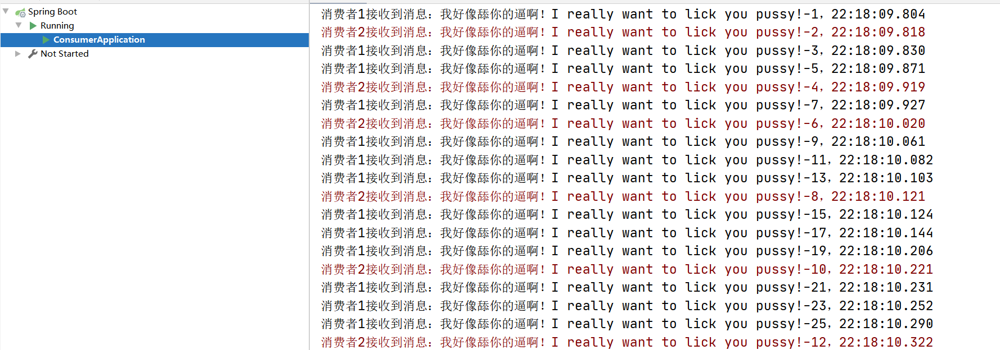 Spring Boot
Running
ConsumerApplication
Not Started
消费者1接收到消息：我好像舔你的逼啊！I really want to lick you pussy!-1，22:18:09.804
消费者2接收到消息：我好像舔你的逼啊！I really want to lick you pussy!-2，22:18:09.818
消费者1接收到消息：我好像舔你的逼啊！I really want to lick you pussy!-3，22:18:09.830
消费者1接收到消息：我好像舔你的逼啊！I really want to lick you pussy!-5，22:18:09.871
消费者2接收到消息：我好像舔你的逼啊！I really want to lick you pussy!-4，22:18:09.919
消费者1接收到消息：我好像舔你的逼啊！I really want to lick you pussy!-7，22:18:09.927
消费者2接收到消息：我好像舔你的逼啊！I really want to lick you pussy!-6，22:18:10.020
消费者1接收到消息：我好像舔你的逼啊！I really want to lick you pussy!-9，22:18:10.061
消费者1接收到消息：我好像舔你的逼啊！I really want to lick you pussy!-11，22:18:10.082
消费者1接收到消息：我好像舔你的逼啊！I really want to lick you pussy!-13，22:18:10.103
消费者2接收到消息：我好像舔你的逼啊！I really want to lick you pussy!-8，22:18:10.121
消费者1接收到消息：我好像舔你的逼啊！I really want to lick you pussy!-15，22:18:10.124
消费者1接收到消息：我好像舔你的逼啊！I really want to lick you pussy!-17，22:18:10.144
消费者1接收到消息：我好像舔你的逼啊！I really want to lick you pussy!-19，22:18:10.206
消费者2接收到消息：我好像舔你的逼啊！I really want to lick you pussy!-10，22:18:10.221
消费者1接收到消息：我好像舔你的逼啊！I really want to lick you pussy!-21，22:18:10.231
消费者1接收到消息：我好像舔你的逼啊！I really want to lick you pussy!-23，22:18:10.252
消费者1接收到消息：我好像舔你的逼啊！I really want to lick you pussy!-25，22:18:10.290
消费者2接收到消息：我好像舔你的逼啊！I really want to lick you pussy!-12，22:18:10.322